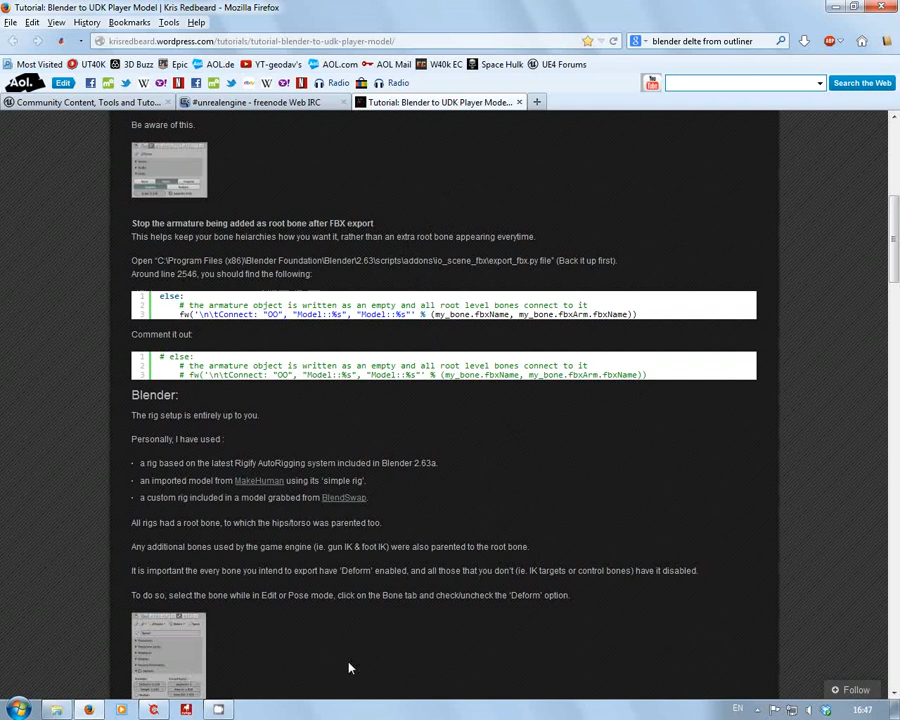 Tutorial: Blender to UDK Player Model | Kris Redbeard - Mozilla Firefox
File Edit View History Bookmarks Tools Help
krisredbeard.wordpress.com/tutorials/tutorial-blender-to-udk-player-model/
blender delte from outliner
ABP
Most Visited UT40K 3D Buzz Epic AOL.de YT-geodav's AOL.com AOL Mail W40K EC Space Hulk UE4 Forums
Aol. Edit Radio Radio Search the Web
Community Content, Tools and Tuto... #unrealengine - freenode Web IRC Tutorial: Blender to UDK Player Mode...
Be aware of this.
Stop the armature being added as root bone after FBX export
This helps keep your bone heiarchies how you want it, rather than an extra root bone appearing everytime.
Open “C:\Program Files (x86)\Blender Foundation\Blender\2.63\scripts\addons\io_scene_fbx\export_fbx.py file” (Back it up first).
Around line 2546, you should find the following:
1 else:
2 # the armature object is written as an empty and all root level bones connect to it
3 fw('\n\tConnect: "OO", "Model::%s", "Model::%s"' % (my_bone.fbxName, my_bone.fbxArm.fbxName))
Comment it out:
1 # else:
2 # the armature object is written as an empty and all root level bones connect to it
3 # fw('\n\tConnect: "OO", "Model::%s", "Model::%s"' % (my_bone.fbxName, my_bone.fbxArm.fbxName)
Blender:
The rig setup is entirely up to you.
Personally, I have used :
· a rig based on the latest Rigify AutoRigging system included in Blender 2.63a.
· an imported model from MakeHuman using its ‘simple rig’.
· a custom rig included in a model grabbed from BlendSwap.
All rigs had a root bone, to which the hips/torso was parented too.
Any additional bones used by the game engine (ie. gun IK & foot IK) were also parented to the root bone.
It is important the every bone you intend to export have ‘Deform’ enabled, and all those that you don’t (ie. IK targets or control bones) have it disabled.
To do so, select the bone while in Edit or Pose mode, click on the Bone tab and check/uncheck the ‘Deform’ option.
Follow
EN 16:47